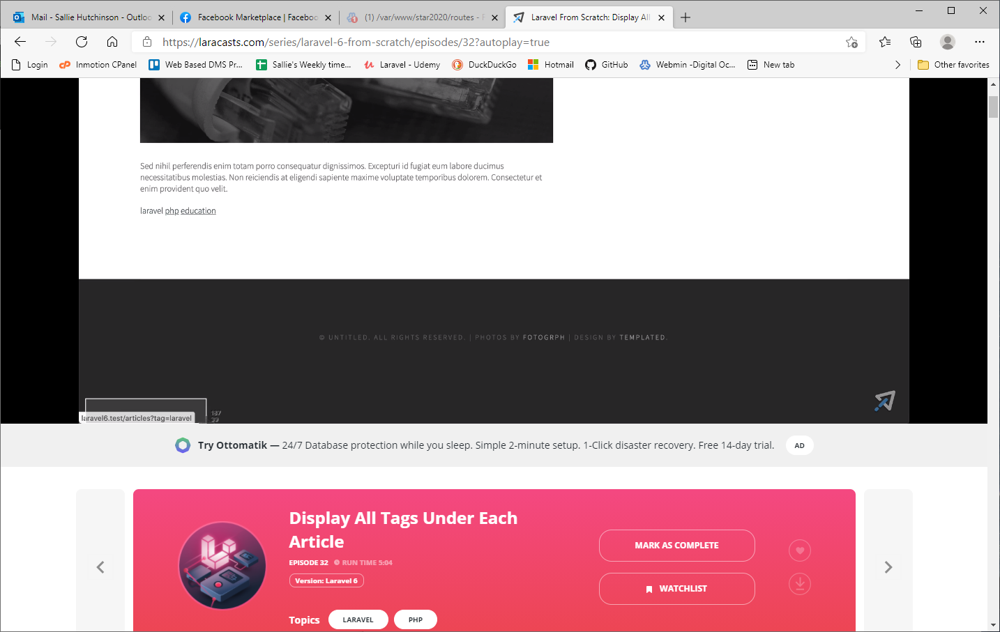 Mail - Sallie Hutchinson - Outloo
Facebook Marketplace | Faceboo
(1) /var/www/star2020/routes - F
Laravel From Scratch: Display All
https://laracasts.com/series/laravel-6-from-scratch/episodes/32?autoplay=true
Login
Inmotion CPanel
Web Based DMS Pr...
Sallie's Weekly time...
Laravel - Udemy
DuckDuckGo
Hotmail
GitHub
Webmin -Digital Oc...
New tab
Other favorites
Sed nihil perferendis enim totam porro consequatur dignissimos. Excepturi id fugiat eum labore ducimus
necessitatibus molestias. Non reiciendis at eligendi sapiente maxime voluptate temporibus dolorem. Consectetur et
enim provident quo velit.
laravel php education
© UNTITLED. ALL RIGHTS RESERVED. | PHOTOS BY FOTOGRPH | DESIGN BY TEMPLATED.
187
39
laravel6.test/articles?tag=laravel
Try Ottomatik — 24/7 Database protection while you sleep. Simple 2-minute setup. 1-Click disaster recovery. Free 14-day trial.
AD
Display All Tags Under Each
Article
EPISODE 32 RUN TIME 5:04
Version: Laravel 6
Topics LARAVEL PHP
MARK AS COMPLETE
WATCHLIST